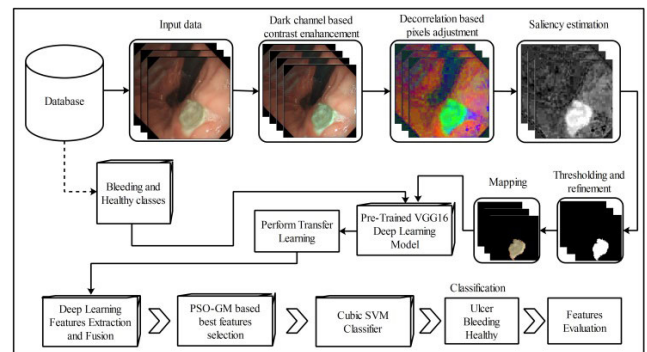 Input data
Dark channel based
contrast enahancement
Decorrelation based
pixels adjustment
Saliency estimation
Database
Bleeding and
Healthy classes
Perform Transfer
Learning
Pre-Trained VGG16
Deep Learning
Model
Mapping
Thresholding and
refinement
Deep Learning
Features Extraction
and Fusion
PSO-GM based
best features
selection
Cubic SVM
Classifier
Classification
Ulcer
Bleeding
Healthy
Features
Evaluation